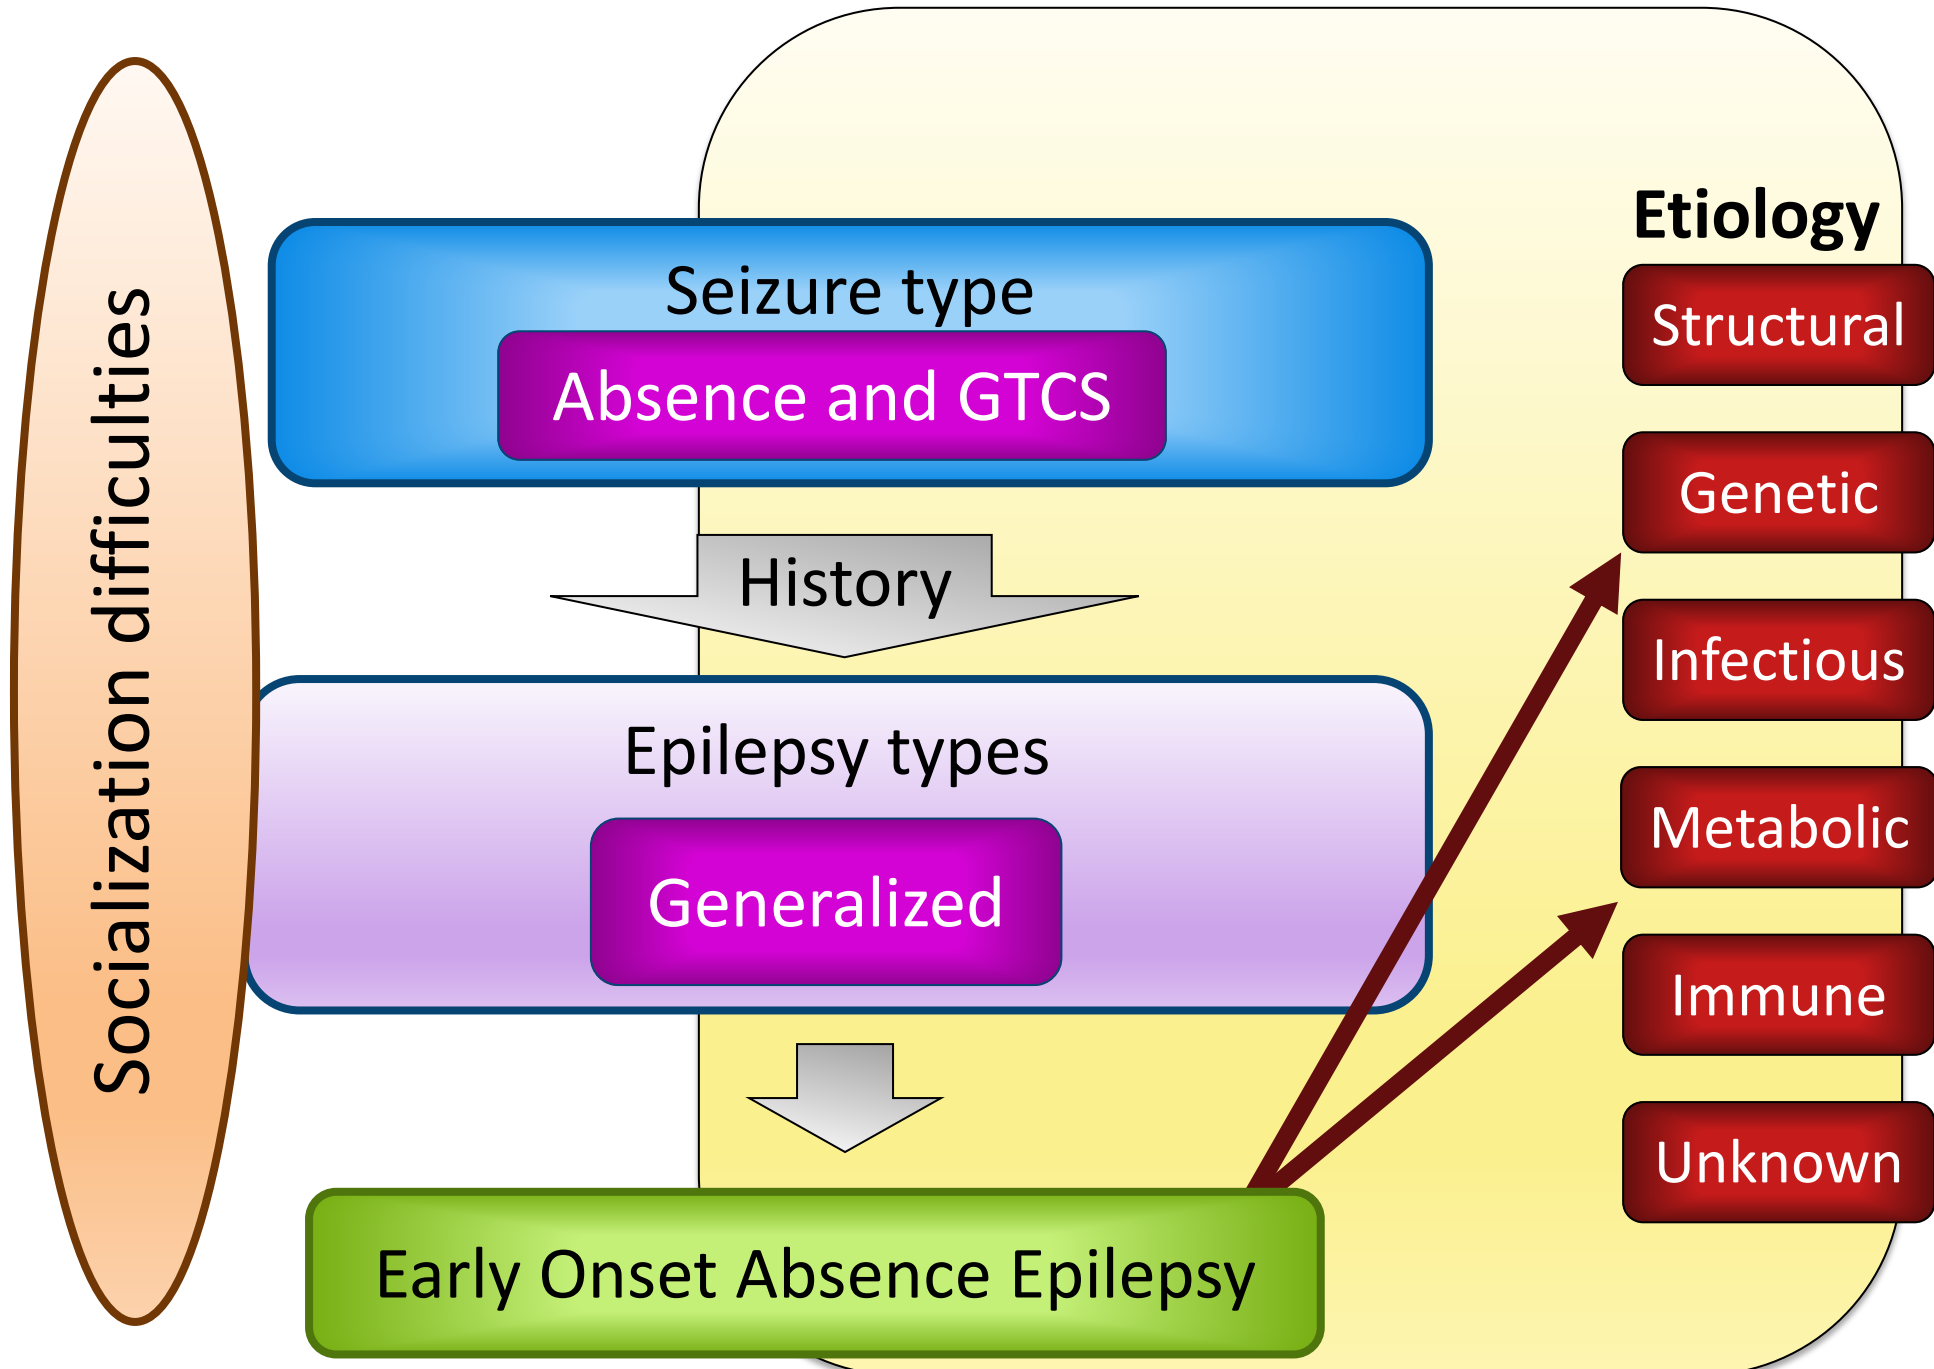 Socialization difficulties
Seizure type
Absence and GTCS
History
Epilepsy types
Generalized
Early Onset Absence Epilepsy
Etiology
Structural
Genetic
Infectious
Metabolic
Immune
Unknown